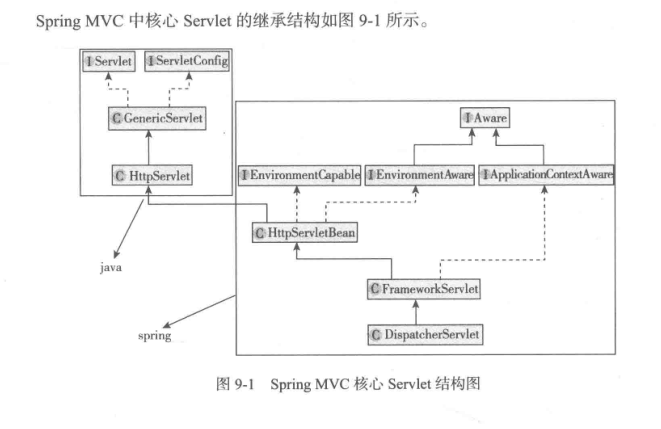 Spring MVC 中核心 Servlet 的继承结构如图 9-1 所示。
I Servlet
I ServletConfig
C GenericServlet
I Aware
C HttpServlet
I EnvironmentCapable
I EnvironmentAware
I ApplicationContextAware
C HttpServletBean
java
C FrameworkServlet
spring
C DispatcherServlet
图 9-1 Spring MVC 核心 Servlet 结构图